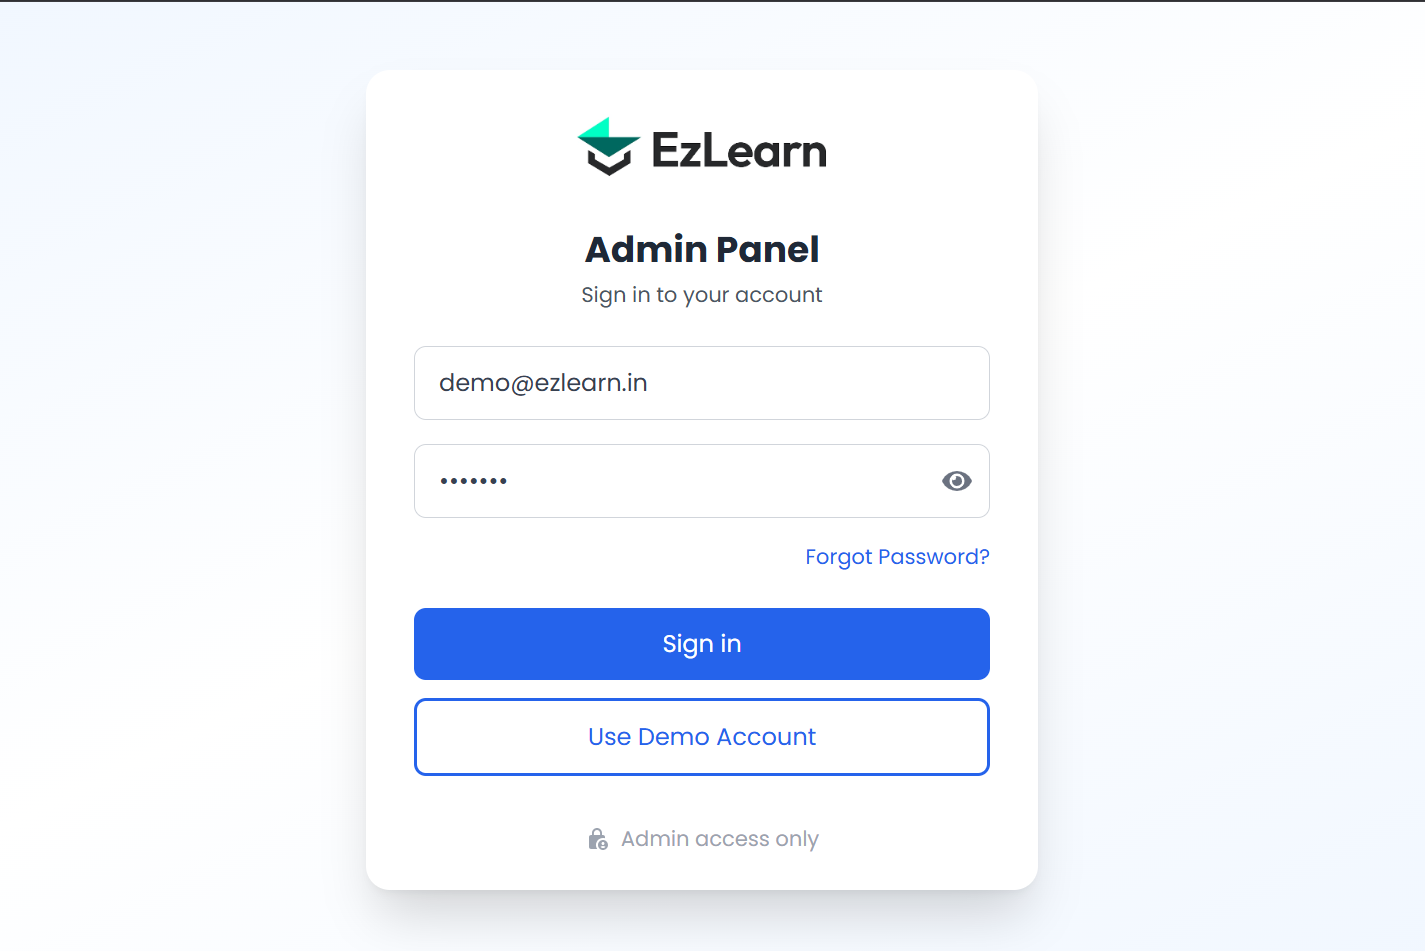 EzLearn
Admin Panel
Sign in to your account
demo@ezlearn.in
•••••••
Forgot Password?
Sign in
Use Demo Account
Admin access only